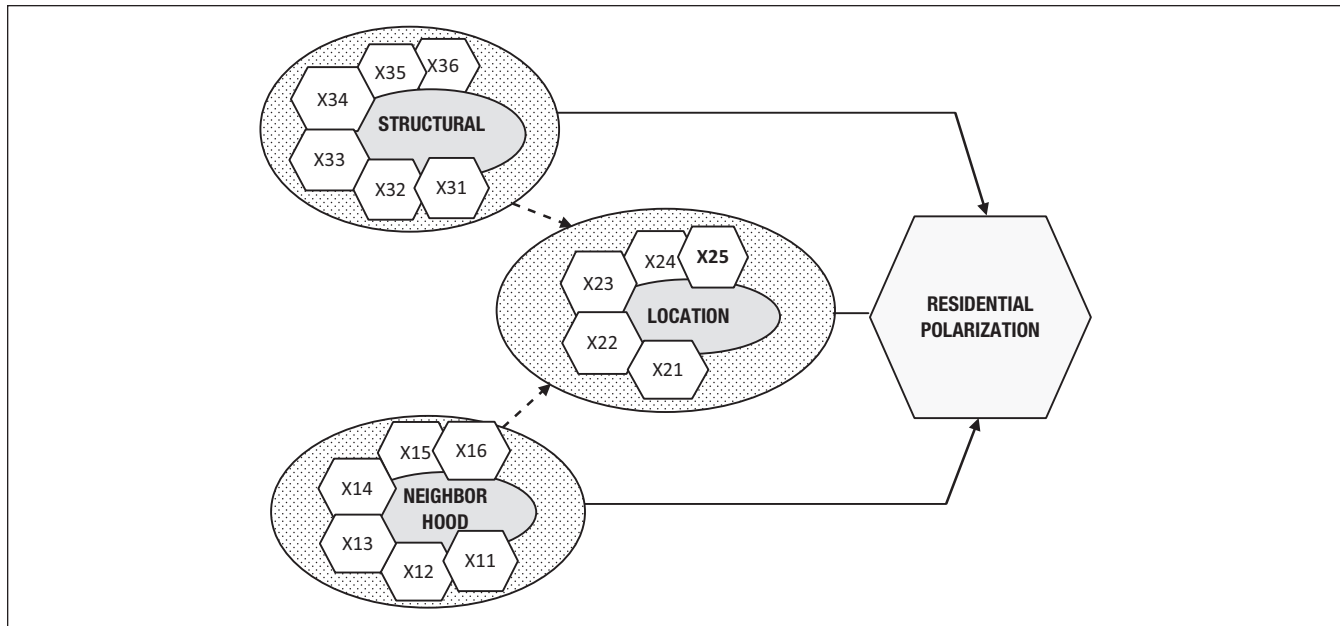 X35
X36
X34
STRUCTURAL
X33
X32
X31
X24
X25
X23
LOCATION
X22
X21
RESIDENTIAL
POLARIZATION
X15
X16
X14
NEIGHBOR
HOOD
X13
X12
X11